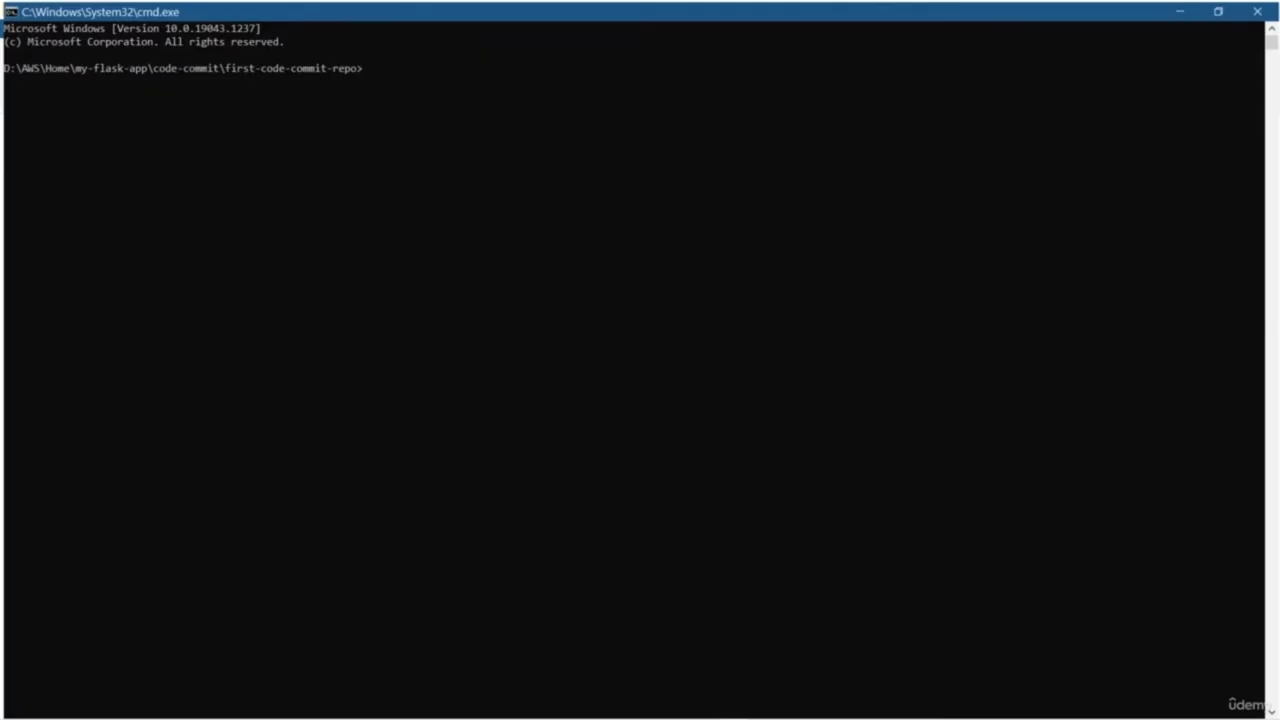 C:\Windows\System32\cmd.exe
Microsoft Windows [Version 10.0.19043.1237]
(c) Microsoft Corporation. All rights reserved.
D:\AWS\Home\my-flask-app\code-commit\first-code-commit-repo>
ûdemy